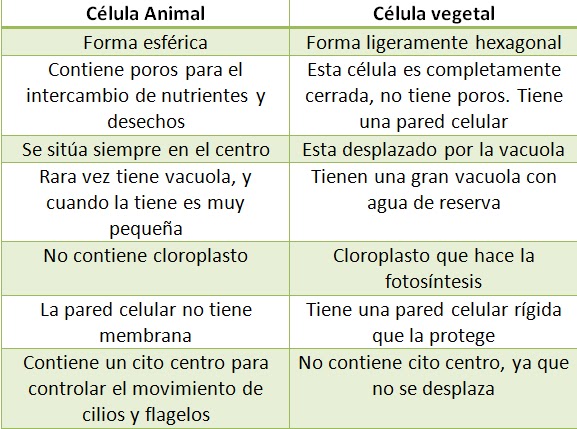 Célula Animal
Célula vegetal
Forma esférica
Forma ligeramente hexagonal
Contiene poros para el
intercambio de nutrientes y
desechos
Esta célula es completamente
cerrada, no tiene poros. Tiene
una pared celular
Se sitúa siempre en el centro
Esta desplazado por la vacuola
Rara vez tiene vacuola, y
cuando la tiene es muy
pequeña
Tienen una gran vacuola con
agua de reserva
No contiene cloroplasto
Cloroplasto que hace la
fotosíntesis
La pared celular no tiene
membrana
Tiene una pared celular rígida
que la protege
Contiene un cito centro para
controlar el movimiento de
cilios y flagelos
No contiene cito centro, ya que
no se desplaza